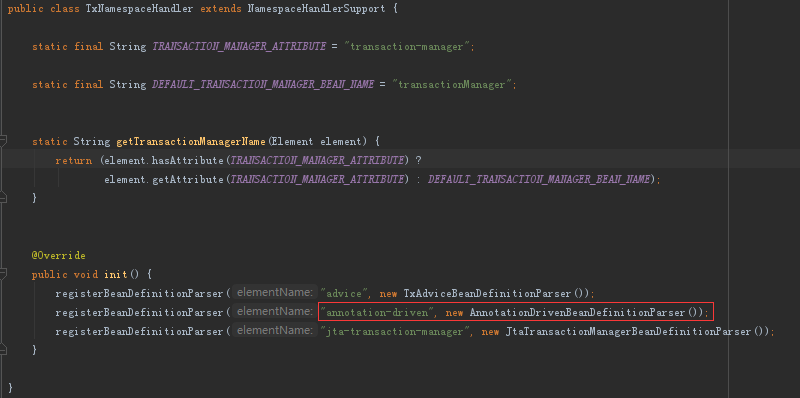 public class TxNamespaceHandler extends NamespaceHandlerSupport {
static final String TRANSACTION_MANAGER_ATTRIBUTE = "transaction-manager";
static final String DEFAULT_TRANSACTION_MANAGER_BEAN_NAME = "transactionManager";
static String getTransactionManagerName(Element element) {
return (element.hasAttribute(TRANSACTION_MANAGER_ATTRIBUTE) ?
element.getAttribute(TRANSACTION_MANAGER_ATTRIBUTE) : DEFAULT_TRANSACTION_MANAGER_BEAN_NAME);
}
@Override
public void init() {
registerBeanDefinitionParser( elementName: "advice", new TxAdviceBeanDefinitionParser());
registerBeanDefinitionParser( elementName: "annotation-driven", new AnnotationDrivenBeanDefinitionParser());
registerBeanDefinitionParser( elementName: "jta-transaction-manager", new JtaTransactionManagerBeanDefinitionParser());
}
}